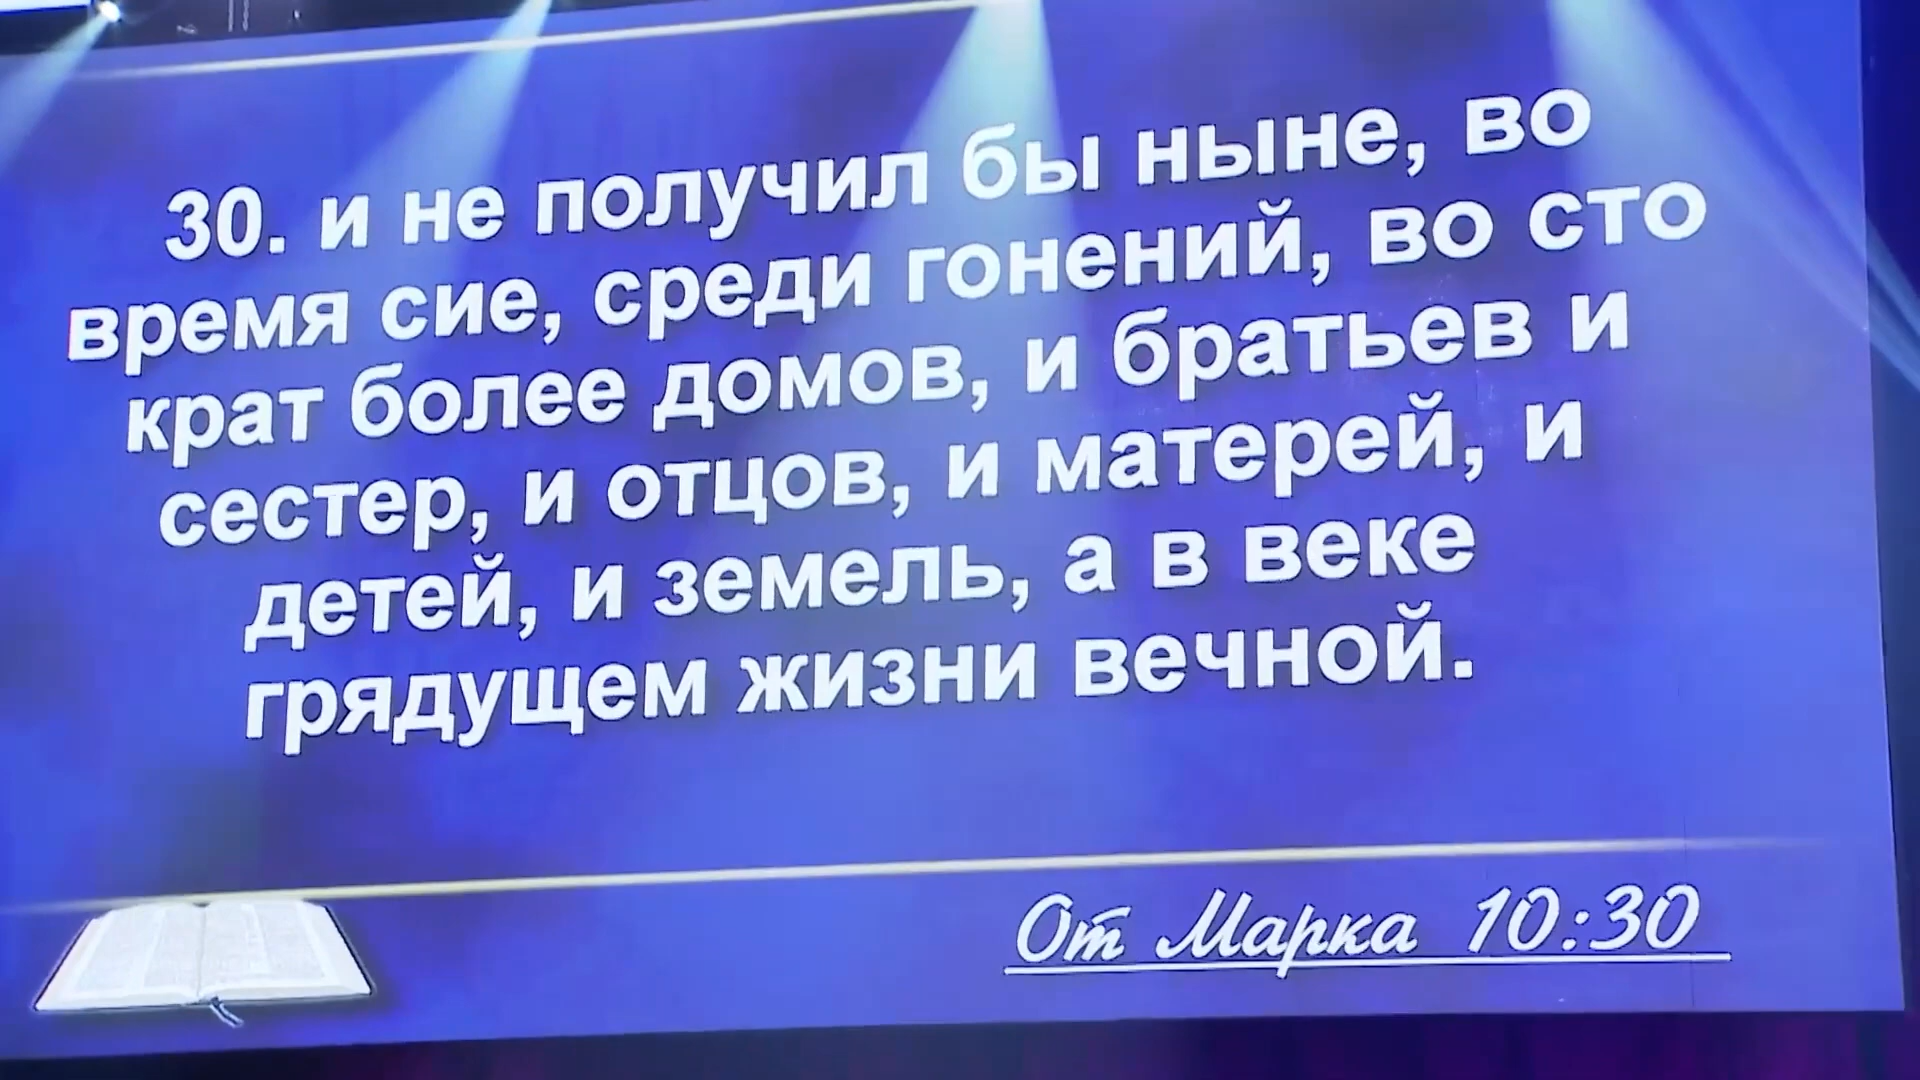 30. и не получил бы ныне, во
время сие, среди гонений, во сто
крат более домов, и братьев и
сестер, и отцов, и матерей, и
детей, и земель, а в веке
грядущем жизни вечной.
От Марка 10:30